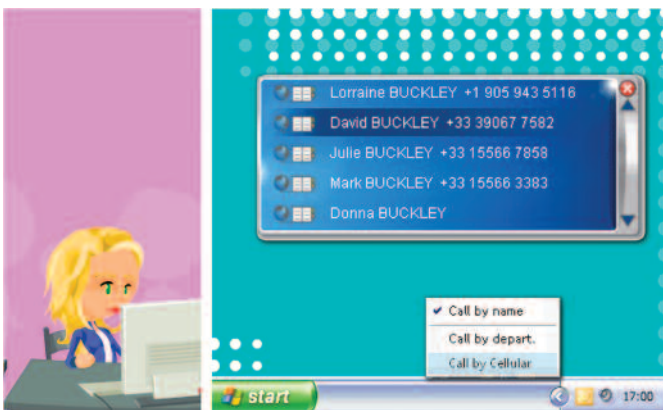 Lorraine BUCKLEY +1 905 943 5116
David BUCKLEY +33 39067 7582
Julie BUCKLEY +33 15566 7858
Mark BUCKLEY +33 15566 3383
Donna BUCKLEY
Call by name
Call by depart.
Call by Cellular
start
17:00